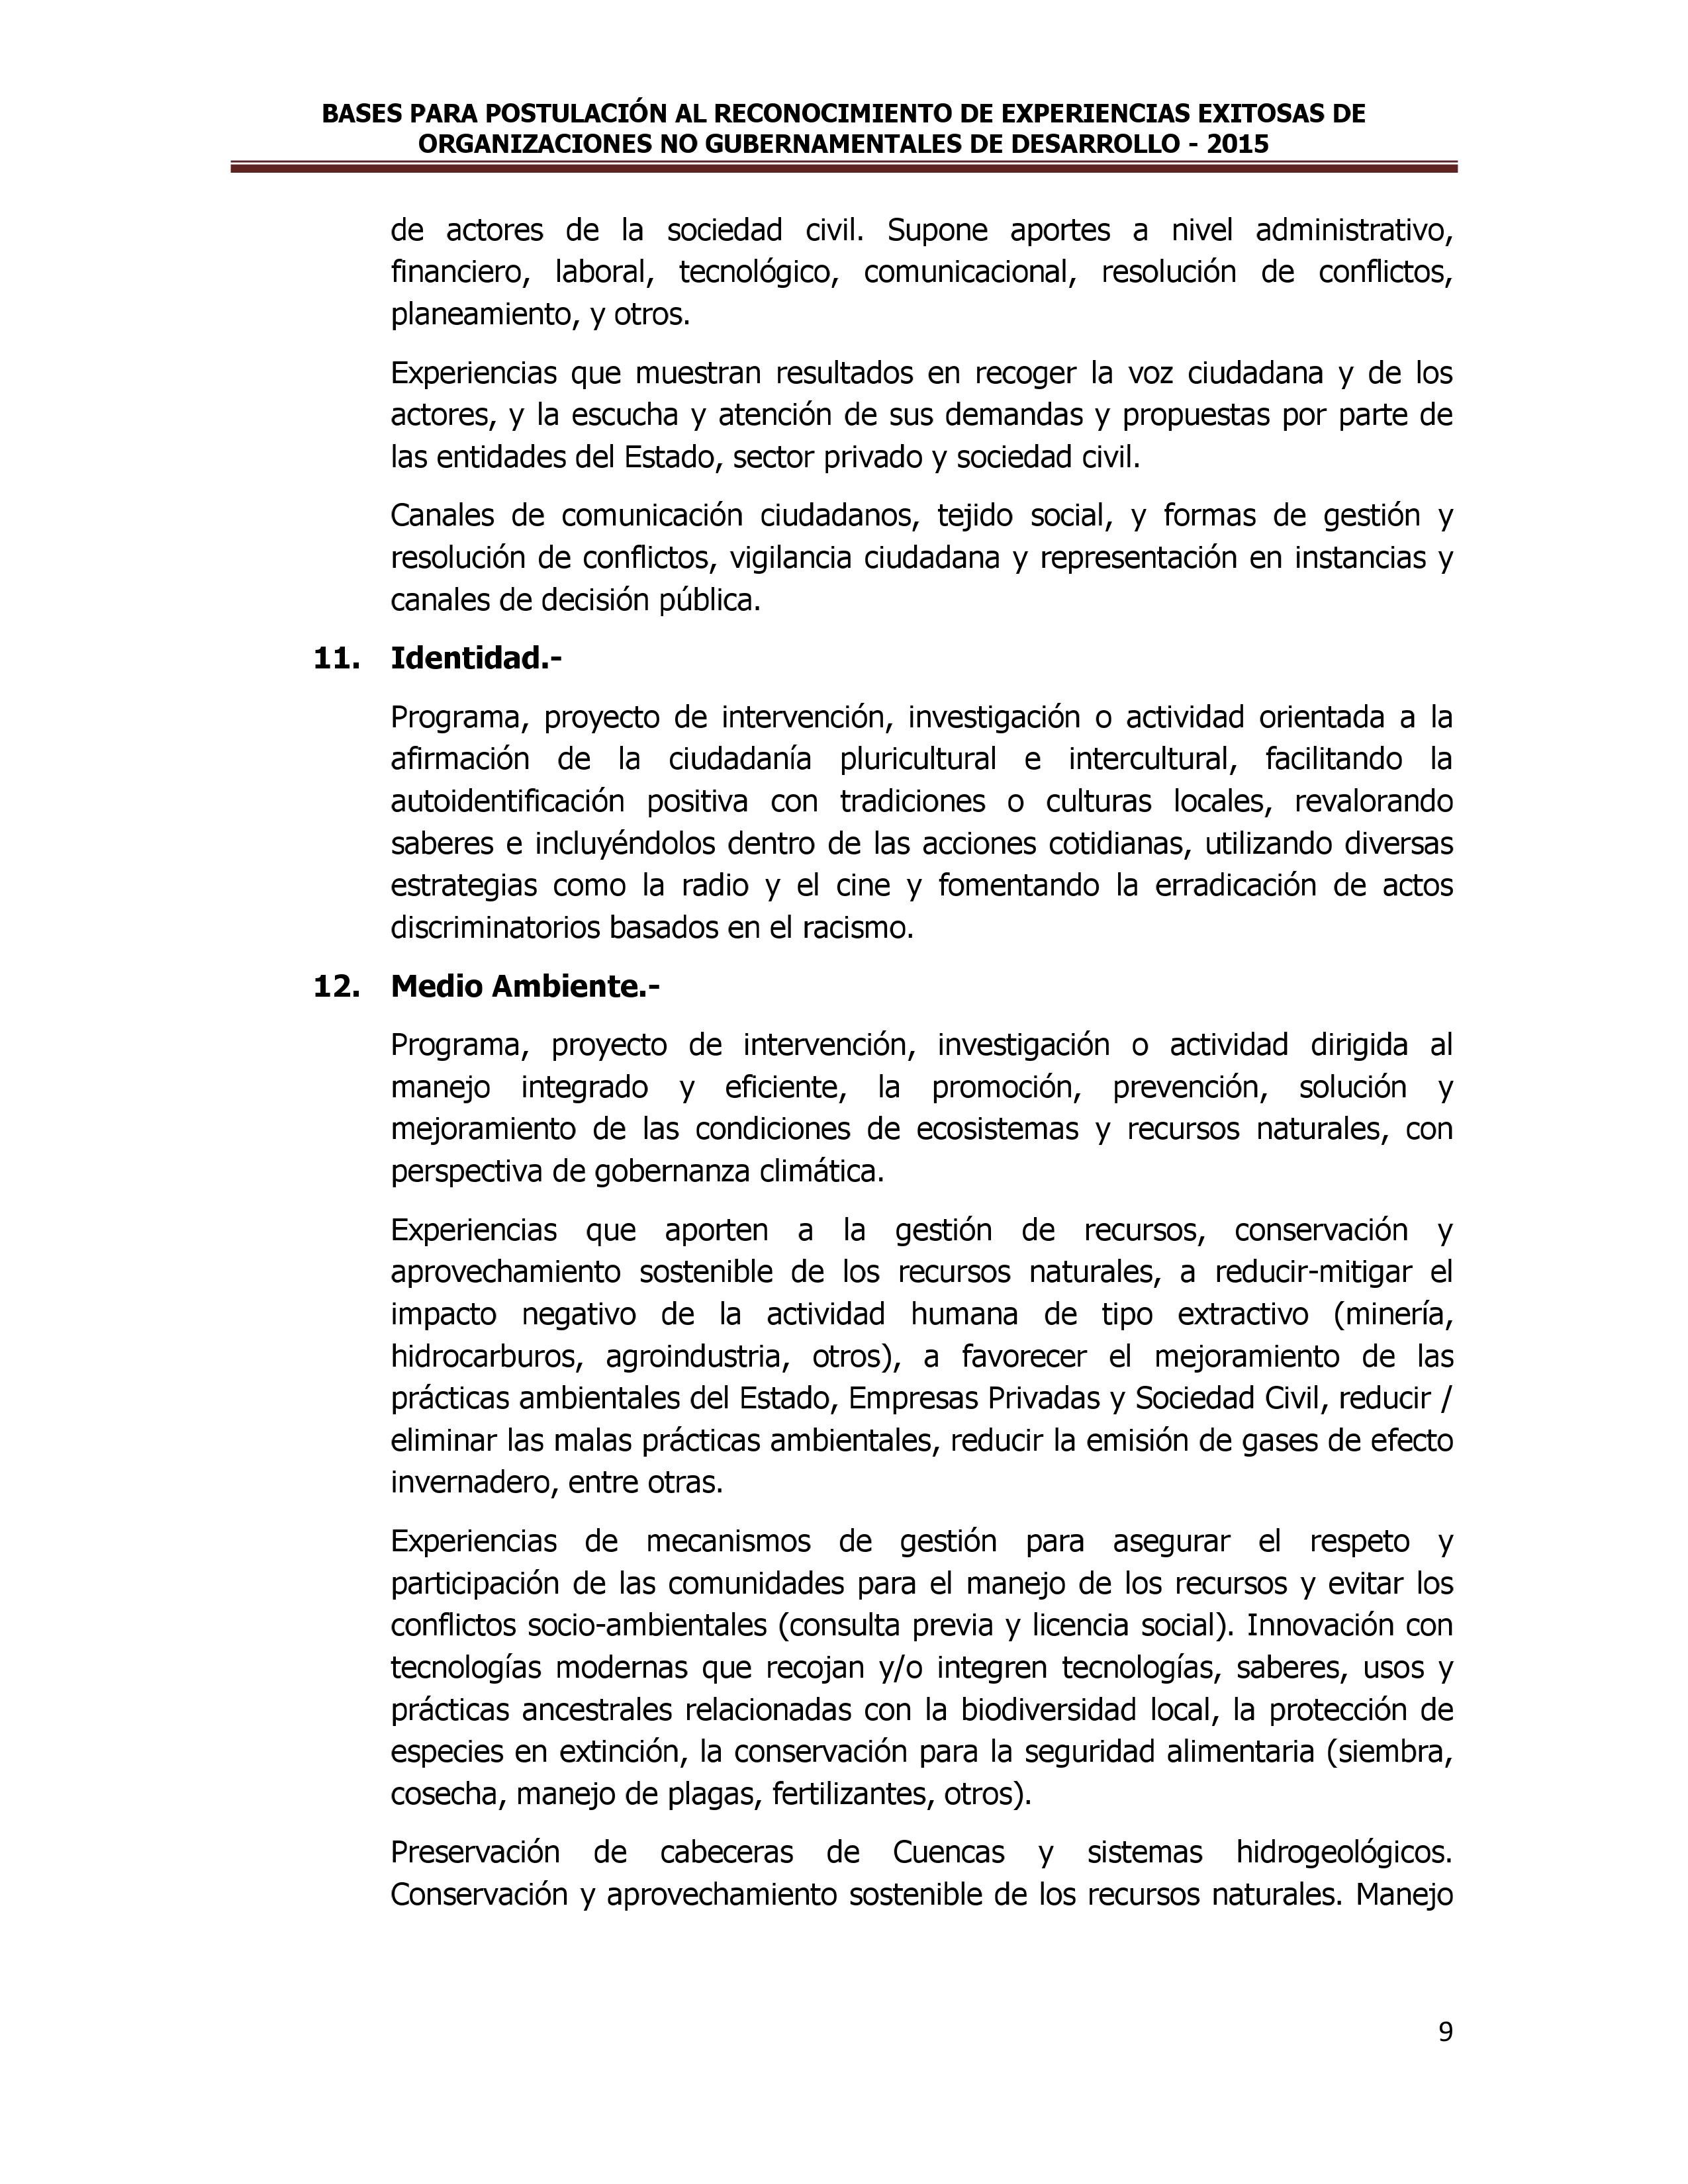 BASES PARA POSTULACIÓN AL RECONOCIMIENTO DE EXPERIENCIAS EXITOSAS DE
ORGANIZACIONES NO GUBERNAMENTALES DE DESARROLLO - 2015
de actores de la sociedad civil. Supone aportes a nivel administrativo,
financiero, laboral, tecnológico, comunicacional, resolución de conflictos,
planeamiento, y otros.
Experiencias que muestran resultados en recoger la voz ciudadana y de los
actores, y la escucha y atención de sus demandas y propuestas por parte de
las entidades del Estado, sector privado y sociedad civil.
Canales de comunicación ciudadanos, tejido social, y formas de gestión y
resolución de conflictos, vigilancia ciudadana y representación en instancias y
canales de decisión pública.
11. Identidad.-
Programa, proyecto de intervención, investigación o actividad orientada a la
afirmación de la ciudadanía pluricultural e intercultural, facilitando la
autoidentificación positiva con tradiciones o culturas locales, revalorando
saberes e incluyéndolos dentro de las acciones cotidianas, utilizando diversas
estrategias como la radio y el cine y fomentando la erradicación de actos
discriminatorios basados en el racismo.
12. Medio Ambiente.-
Programa, proyecto de intervención, investigación o actividad dirigida al
manejo integrado y eficiente, la promoción, prevención, solución y
mejoramiento de las condiciones de ecosistemas y recursos naturales, con
perspectiva de gobernanza climática.
Experiencias que aporten a la gestión de recursos, conservación y
aprovechamiento sostenible de los recursos naturales, a reducir-mitigar el
impacto negativo de la actividad humana de tipo extractivo (minería,
hidrocarburos, agroindustria, otros), a favorecer el mejoramiento de las
prácticas ambientales del Estado, Empresas Privadas y Sociedad Civil, reducir /
eliminar las malas prácticas ambientales, reducir la emisión de gases de efecto
invernadero, entre otras.
Experiencias de mecanismos de gestión para asegurar el respeto y
participación de las comunidades para el manejo de los recursos y evitar los
conflictos socio-ambientales (consulta previa y licencia social). Innovación con
tecnologías modernas que recojan y/o integren tecnologías, saberes, usos y
prácticas ancestrales relacionadas con la biodiversidad local, la protección de
especies en extinción, la conservación para la seguridad alimentaria (siembra,
cosecha, manejo de plagas, fertilizantes, otros).
Preservación de cabeceras de Cuencas y sistemas hidrogeológicos.
Conservación y aprovechamiento sostenible de los recursos naturales. Manejo
9